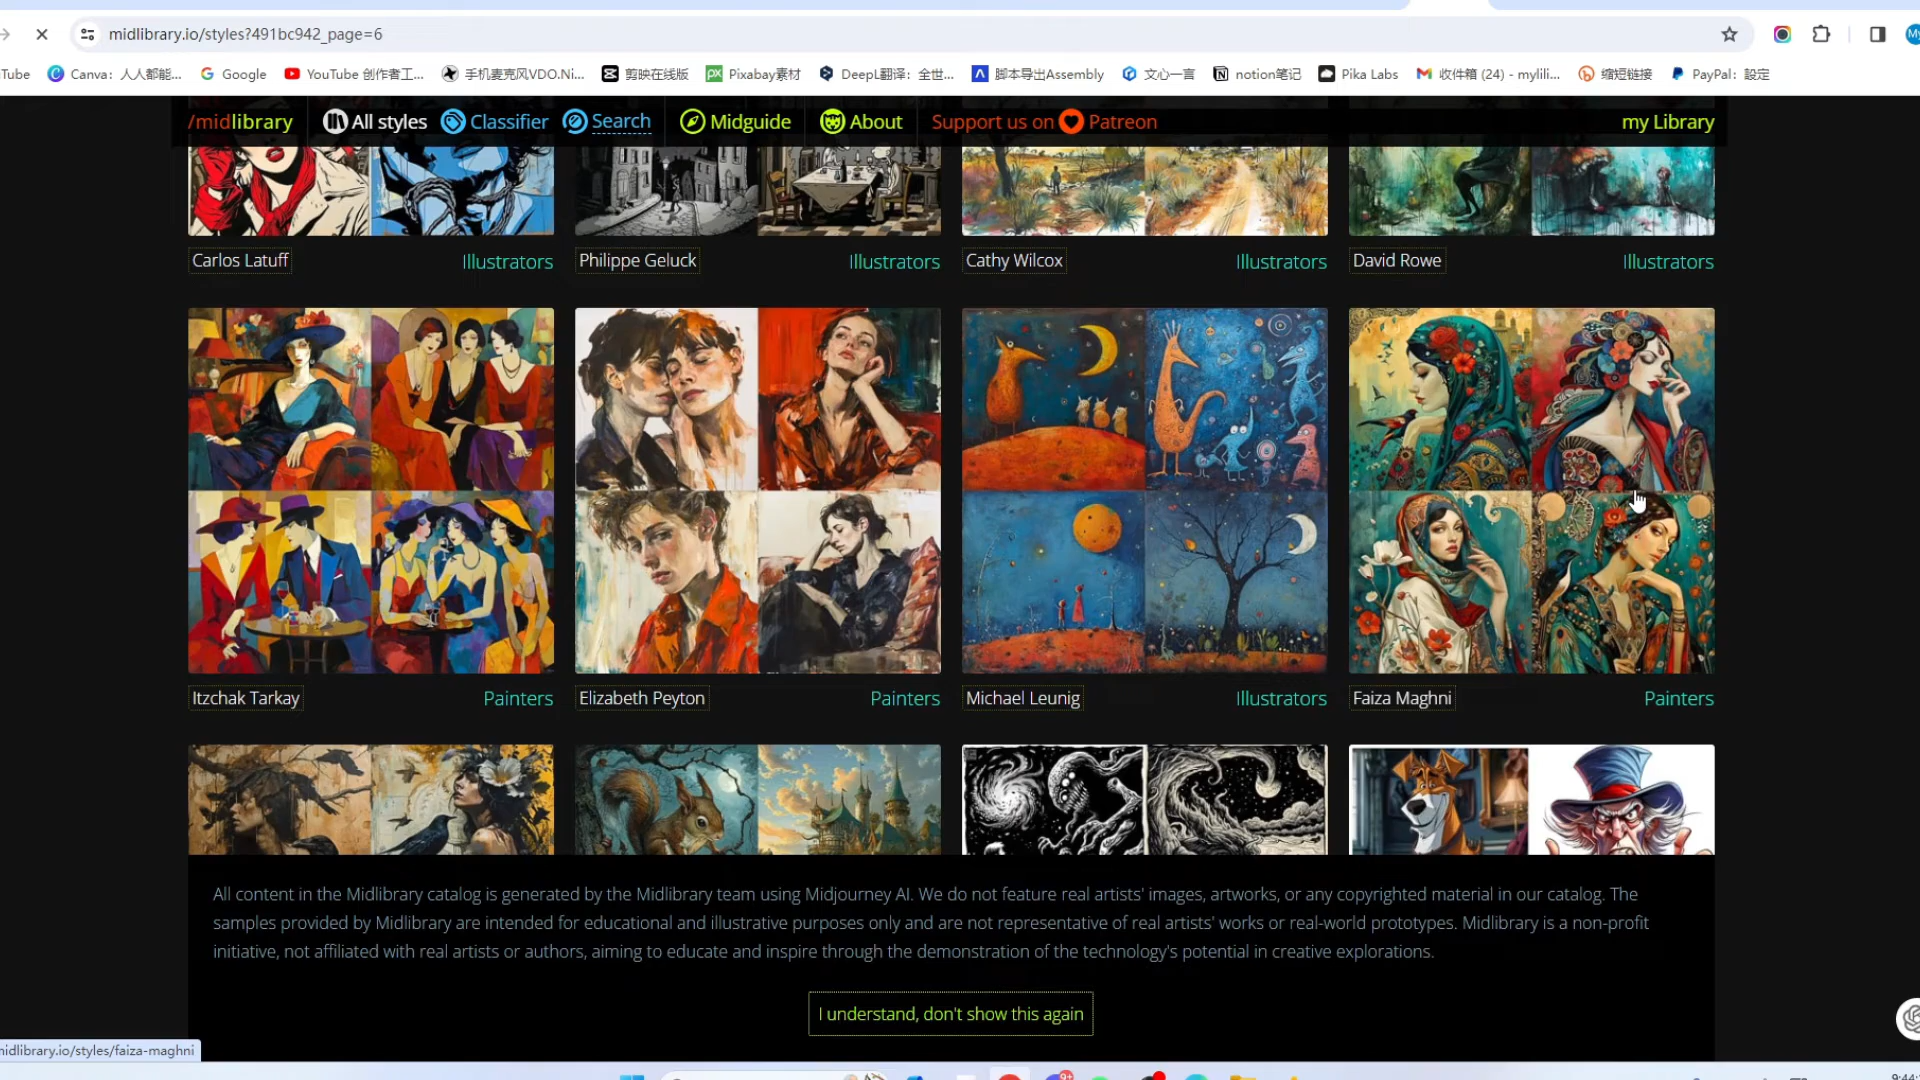 midlibrary.io/styles?491bc942_page=6
Tube Canva：人人都能... Google YouTube 创作者工... 手机麦克风VDO.Ni... 剪映在线版 Pixabay素材 DeepL翻译：全世... 脚本导出Assembly 文心一言 notion笔记 Pika Labs 收件箱 (24) - mylili... 缩短链接 PayPal：設定
/midlibrary All styles Classifier Search Midguide About Support us on Patreon my Library
Carlos Latuff Illustrators Philippe Geluck Illustrators Cathy Wilcox Illustrators David Rowe Illustrators
Itzchak Tarkay Painters Elizabeth Peyton Painters Michael Leunig Illustrators Faiza Maghni Painters
All content in the Midlibrary catalog is generated by the Midlibrary team using Midjourney AI. We do not feature real artists' images, artworks, or any copyrighted material in our catalog. The
samples provided by Midlibrary are intended for educational and illustrative purposes only and are not representative of real artists' works or real-world prototypes. Midlibrary is a non-profit
initiative, not affiliated with real artists or authors, aiming to educate and inspire through the demonstration of the technology's potential in creative explorations.
I understand, don't show this again
midlibrary.io/styles/faiza-maghni